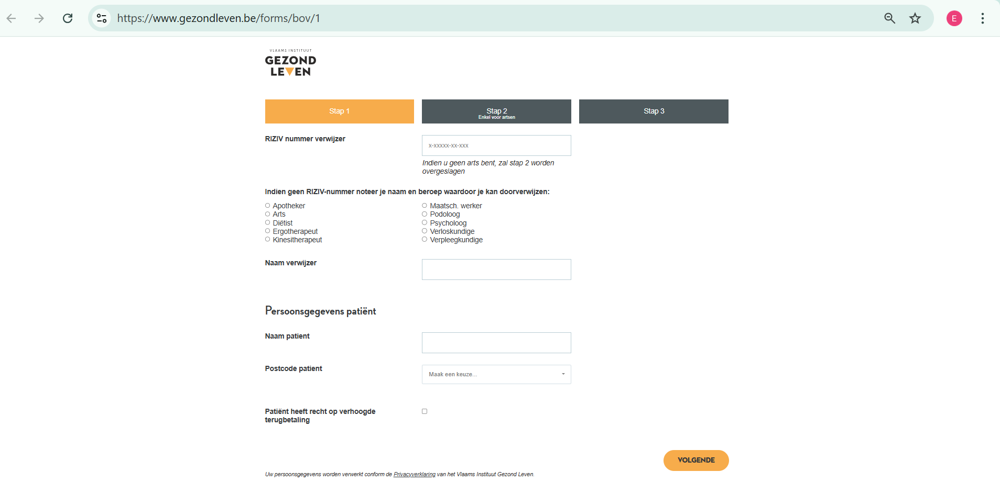 https://www.gezondleven.be/forms/bov/1
E
VLAAMS INSTITUUT
GEZOND
LEVEN
Stap 1
Stap 2
Enkel voor artsen
Stap 3
RIZIV nummer verwijzer
x-xxxxx-xx-xxx
Indien u geen arts bent, zal stap 2 worden
overgeslagen
Indien geen RIZIV-nummer noteer je naam en beroep waardoor je kan doorverwijzen:
Apotheker
Arts
Diëtist
Ergotherapeut
Kinesitherapeut
Maatsch. werker
Podoloog
Psycholoog
Verloskundige
Verpleegkundige
Naam verwijzer
Persoonsgegevens patiënt
Naam patient
Postcode patient
Maak een keuze...
Patiënt heeft recht op verhoogde
terugbetaling
VOLGENDE
Uw persoonsgegevens worden verwerkt conform de Privacyverklaring van het Vlaams Instituut Gezond Leven.